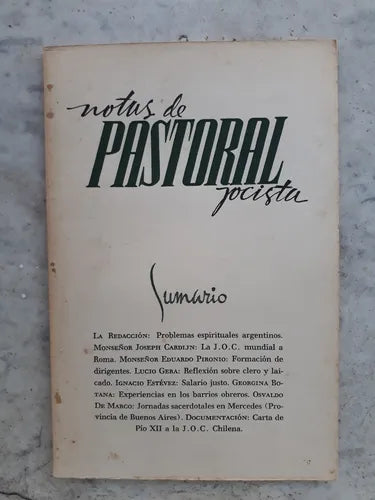 notas de
PASTORAL
jocista
Sumario
LA REDACCIÓN: Problemas espirituales argentinos.
MONSEÑOR JOSEPH CARDIJN: La J.O.C. mundial a
Roma. MONSEÑOR EDUARDO PIRONIO: Formación de
dirigentes. LUCIO GERA: Reflexión sobre clero y lai-
cado. IGNACIO ESTÉVEZ: Salario justo. GEORGINA BO-
TANA: Experiencias en los barrios obreros. OSVALDO
DE MARCO: Jornadas sacerdotales en Mercedes (Pro-
vincia de Buenos Aires). DOCUMENTACIÓN: Carta de
Pío XII a la J.O.C. Chilena.